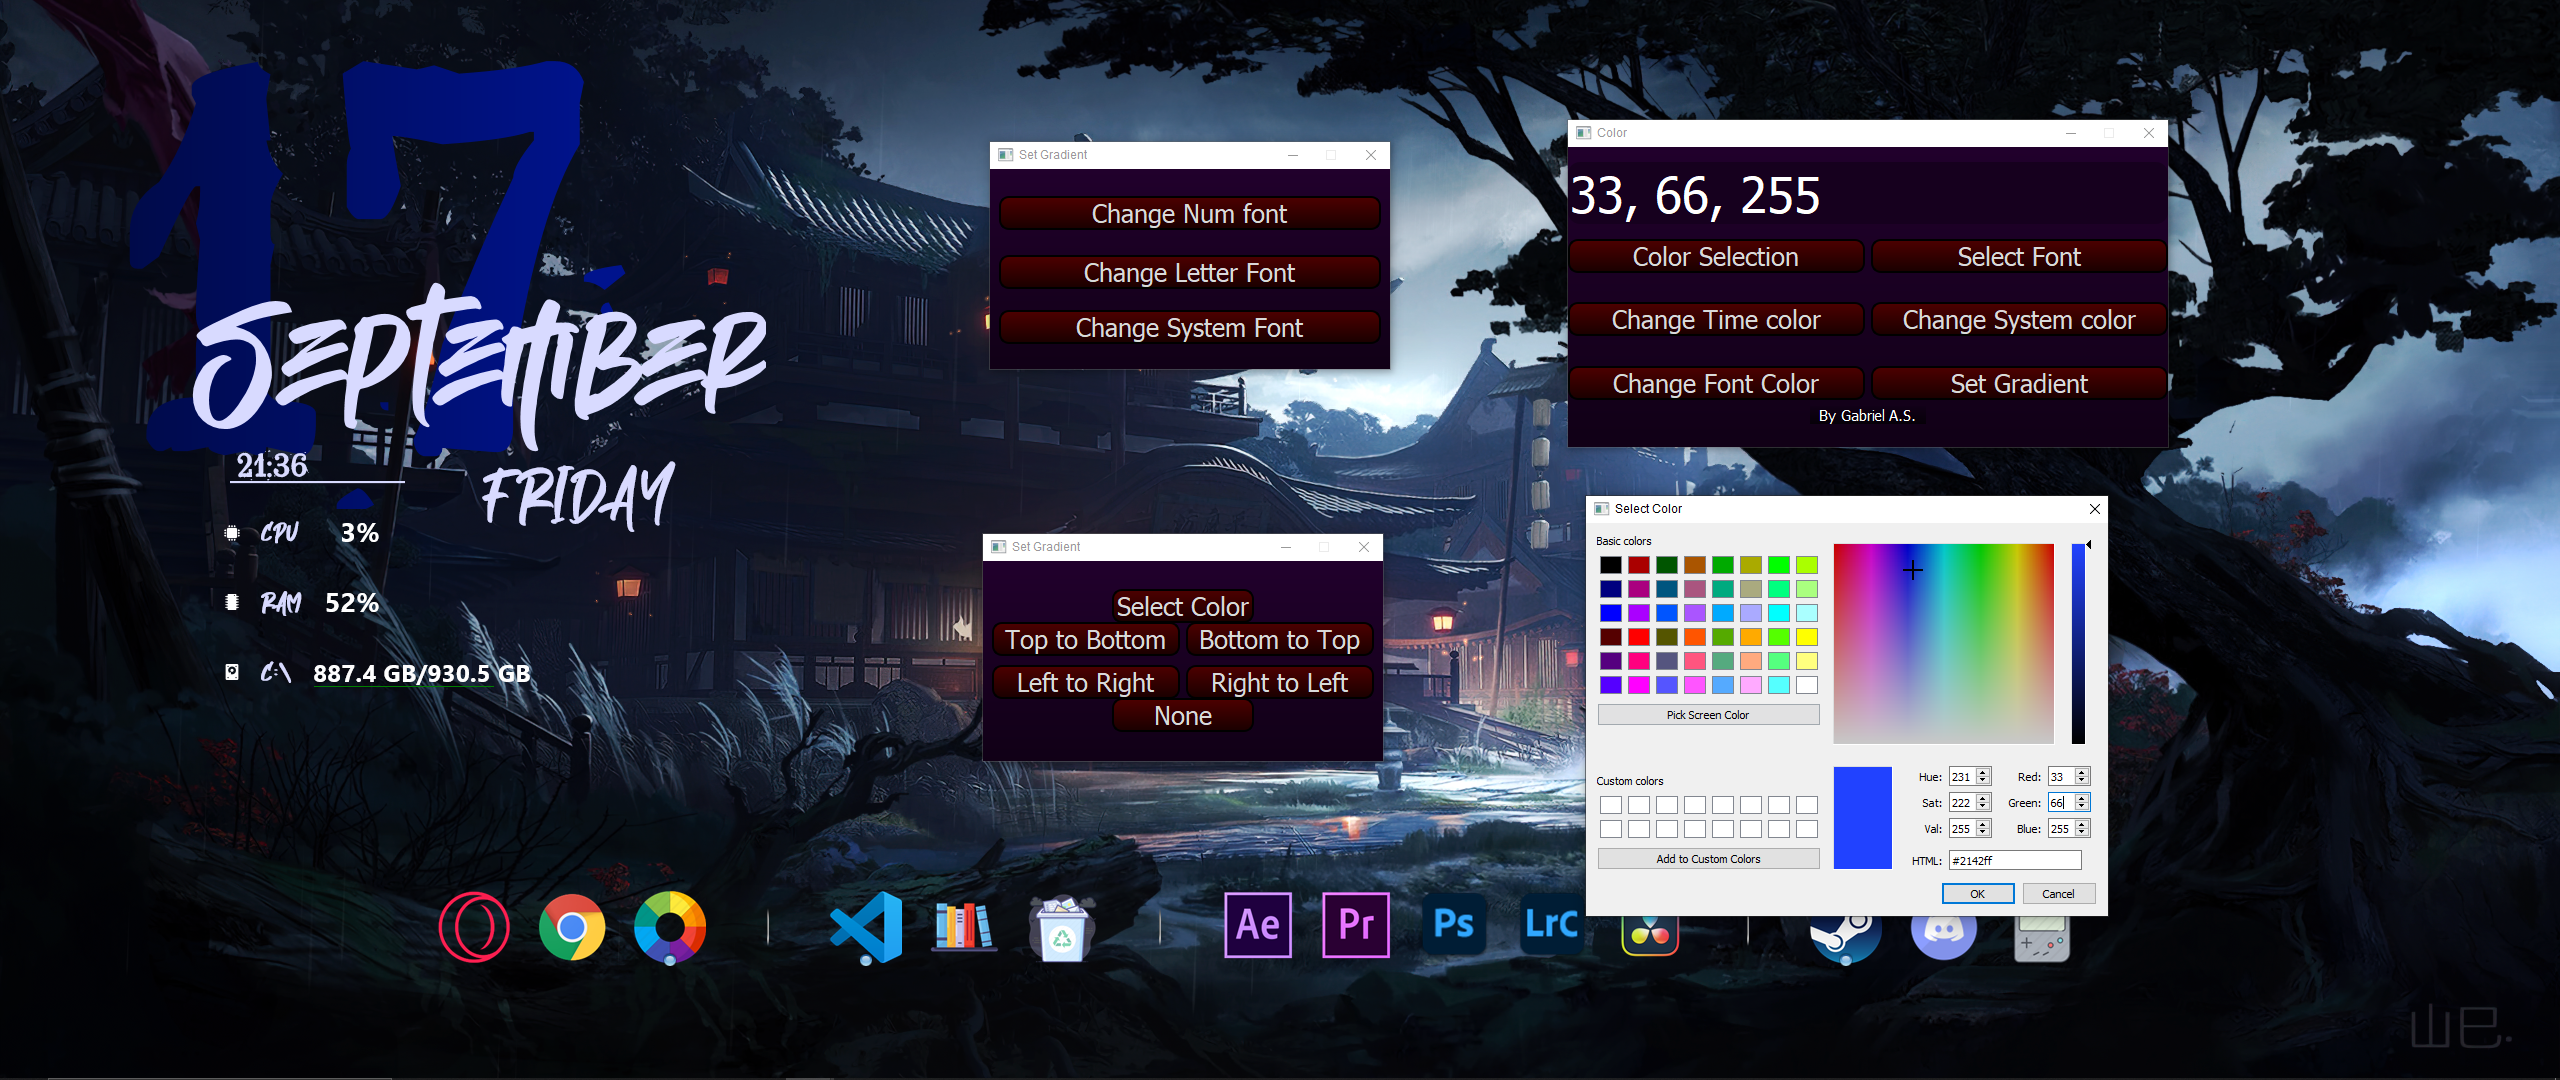 17
September
FRIDAY
21:36
CPU 3%
RAM 52%
C:\ 887.4 GB/930.5 GB
Set Gradient
Change Num font
Change Letter Font
Change System Font
Set Gradient
Select Color
Top to Bottom
Bottom to Top
Left to Right
Right to Left
None
Color
33, 66, 255
Color Selection
Select Font
Change Time color
Change System color
Change Font Color
Set Gradient
By Gabriel A.S.
Select Color
Basic colors
Pick Screen Color
Custom colors
Add to Custom Colors
Hue: 231
Red: 33
Sat: 222
Green: 66
Val: 255
Blue: 255
HTML: #2142ff
OK
Cancel
Ae
Pr
Ps
LrC
we.